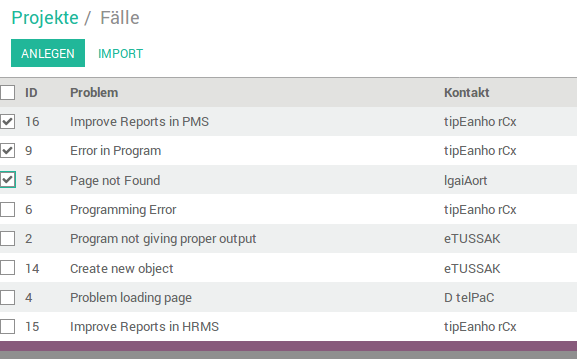 Projekte / Fälle
ANLEGEN IMPORT
ID Problem Kontakt
16 Improve Reports in PMS tipEanho rCx
9 Error in Program tipEanho rCx
5 Page not Found lgaiAort
6 Programming Error tipEanho rCx
2 Program not giving proper output eTUSSAK
14 Create new object eTUSSAK
4 Problem loading page D telPaC
15 Improve Reports in HRMS tipEanho rCx